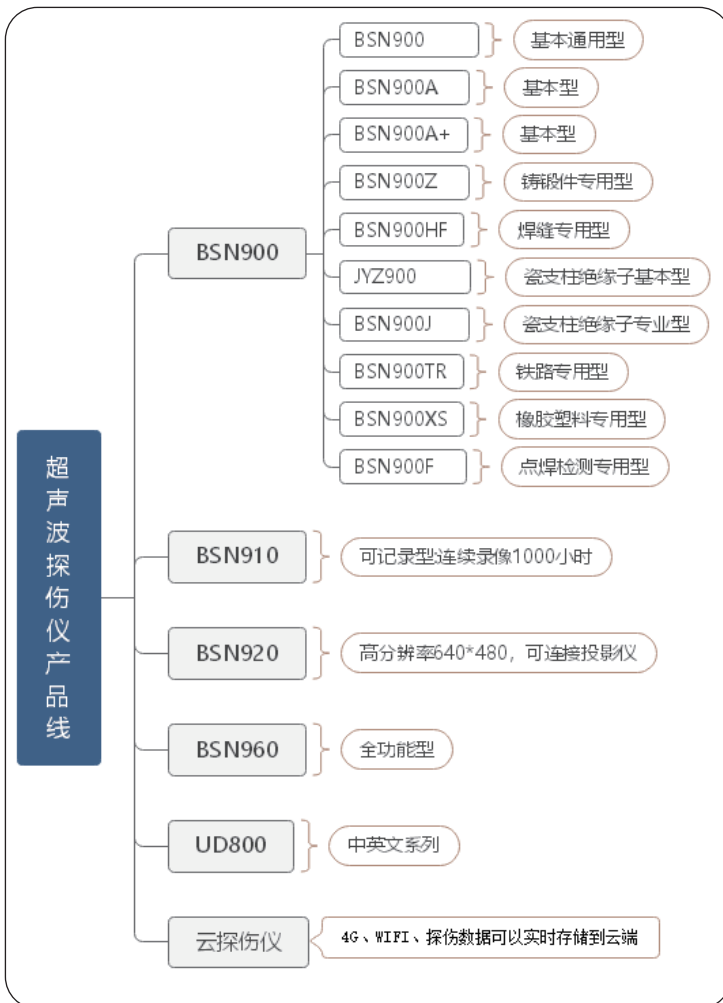 超声波探伤仪产品线
BSN900
BSN900
基本通用型
BSN900A
基本型
BSN900A+
基本型
BSN900Z
铸锻件专用型
BSN900HF
焊缝专用型
JYZ900
瓷支柱绝缘子基本型
BSN900J
瓷支柱绝缘子专业型
BSN900TR
铁路专用型
BSN900XS
橡胶塑料专用型
BSN900F
点焊检测专用型
BSN910
可记录型:连续录像1000小时
BSN920
高分辨率640*480，可连接投影仪
BSN960
全功能型
UD800
中英文系列
云探伤仪
4G、WIFI、探伤数据可以实时存储到云端